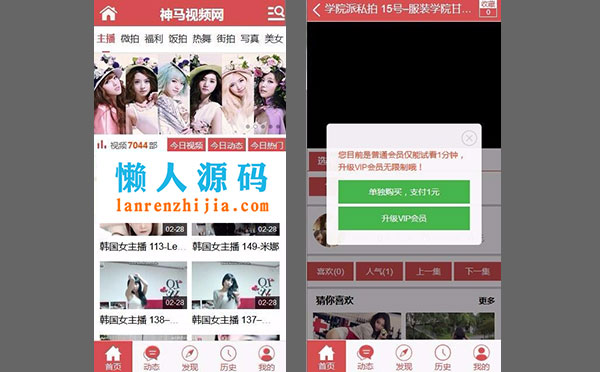 神马视频网
主播 微拍 福利 饭拍 热舞 街拍 写真 美女
视频7044部
今日视频 今日动态 今日热门
懒人源码
lanrenzhijia.com
02-28 02-28
韩国女主播 113-Le... 韩国女主播 149-米娜
02-28 02-28
韩国女主播 138–... 韩国女主播 137–...
首页 动态 发现 历史 我的
学院派私拍 15号–服装学院甘...
收藏
0
您目前是普通会员仅能试看1分钟，
升级VIP会员无限制哦！
单独购买，支付1元
升级VIP会员
喜欢(0) 人气(1) 上一集 下一集
猜你喜欢 更多
首页 动态 发现 历史 我的